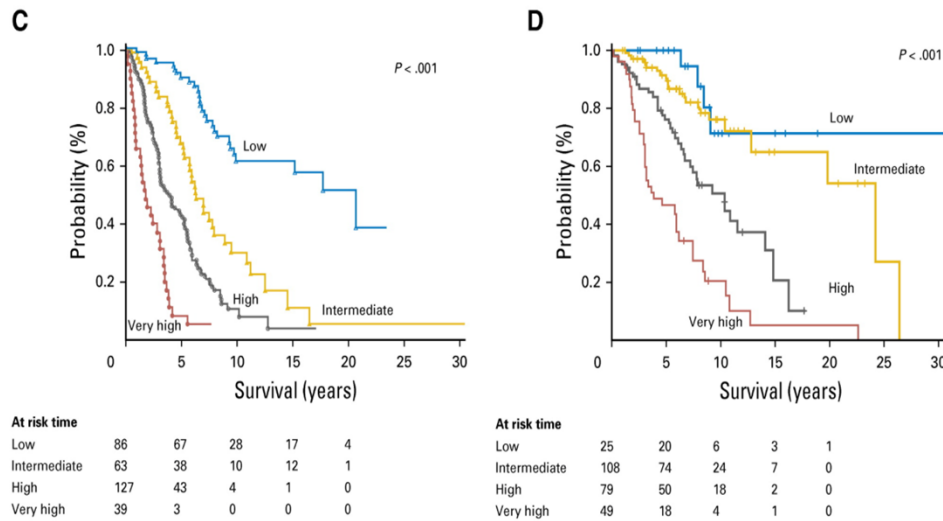 C
1.0
0.8
0.6
0.4
0.2
Probability (%)
P < .001
Low
High
Intermediate
Very high
0 5 10 15 20 25 30
Survival (years)
At risk time
Low 86 67 28 17 4
Intermediate 63 38 10 12 1
High 127 43 4 1 0
Very high 39 3 0 0 0
D
1.0
0.8
0.6
0.4
0.2
Probability (%)
P < .001
Low
Intermediate
High
Very high
0 5 10 15 20 25 30
Survival (years)
At risk time
Low 25 20 6 3 1
Intermediate 108 74 24 7 0
High 79 50 18 2 0
Very high 49 18 4 1 0